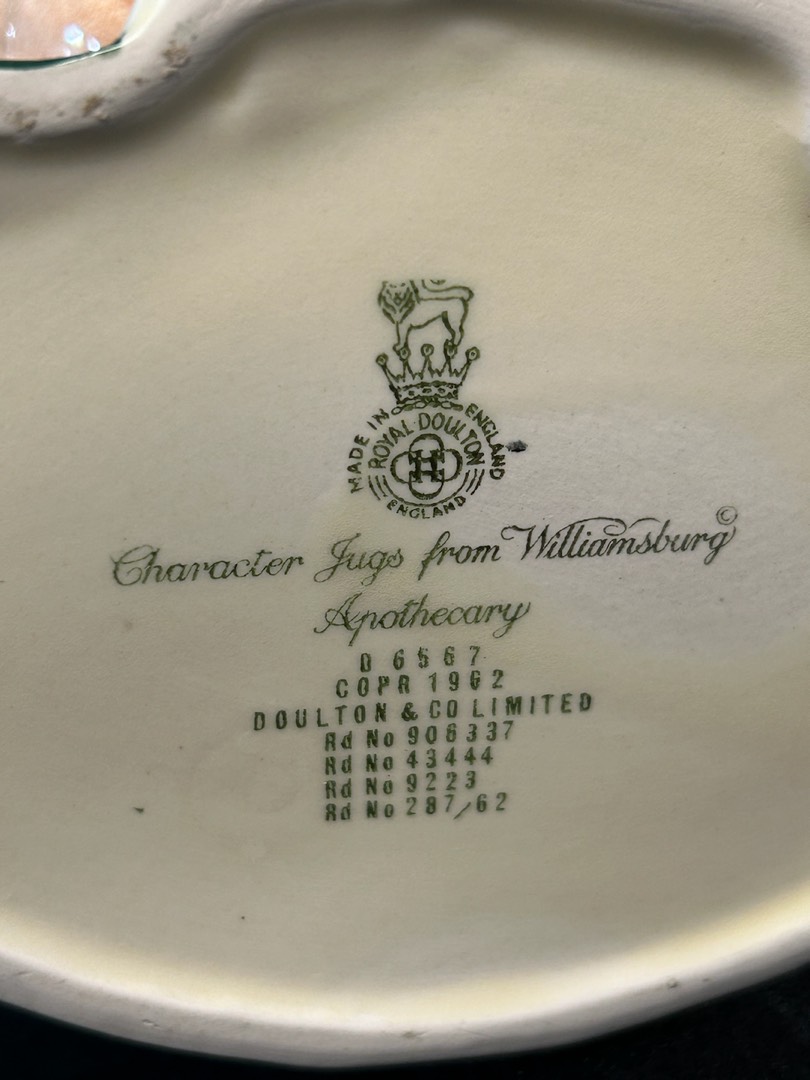 MADE IN ENGLAND
ROYAL DOULTON
ENGLAND
Character Jugs from Williamsburg ©
Apothecary
D 6567
COPR 1962
DOULTON & CO LIMITED
Rd No 906337
Rd No 43444
Rd No 9223
Rd No 287/62